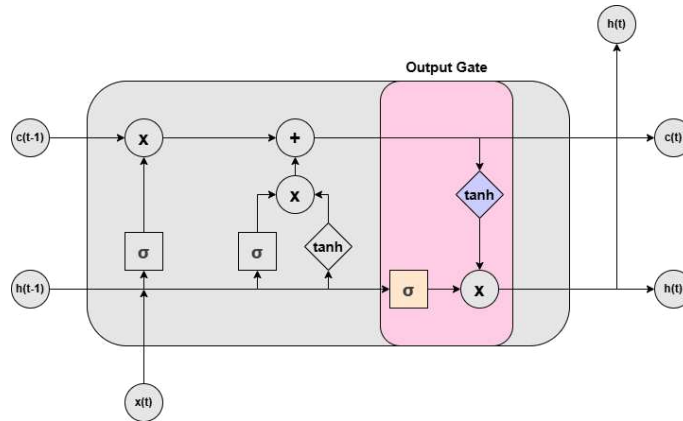 h(t)
Output Gate
c(t-1)
x
+
c(t)
x
tanh
σ
σ
tanh
h(t-1)
σ
x
h(t)
x(t)